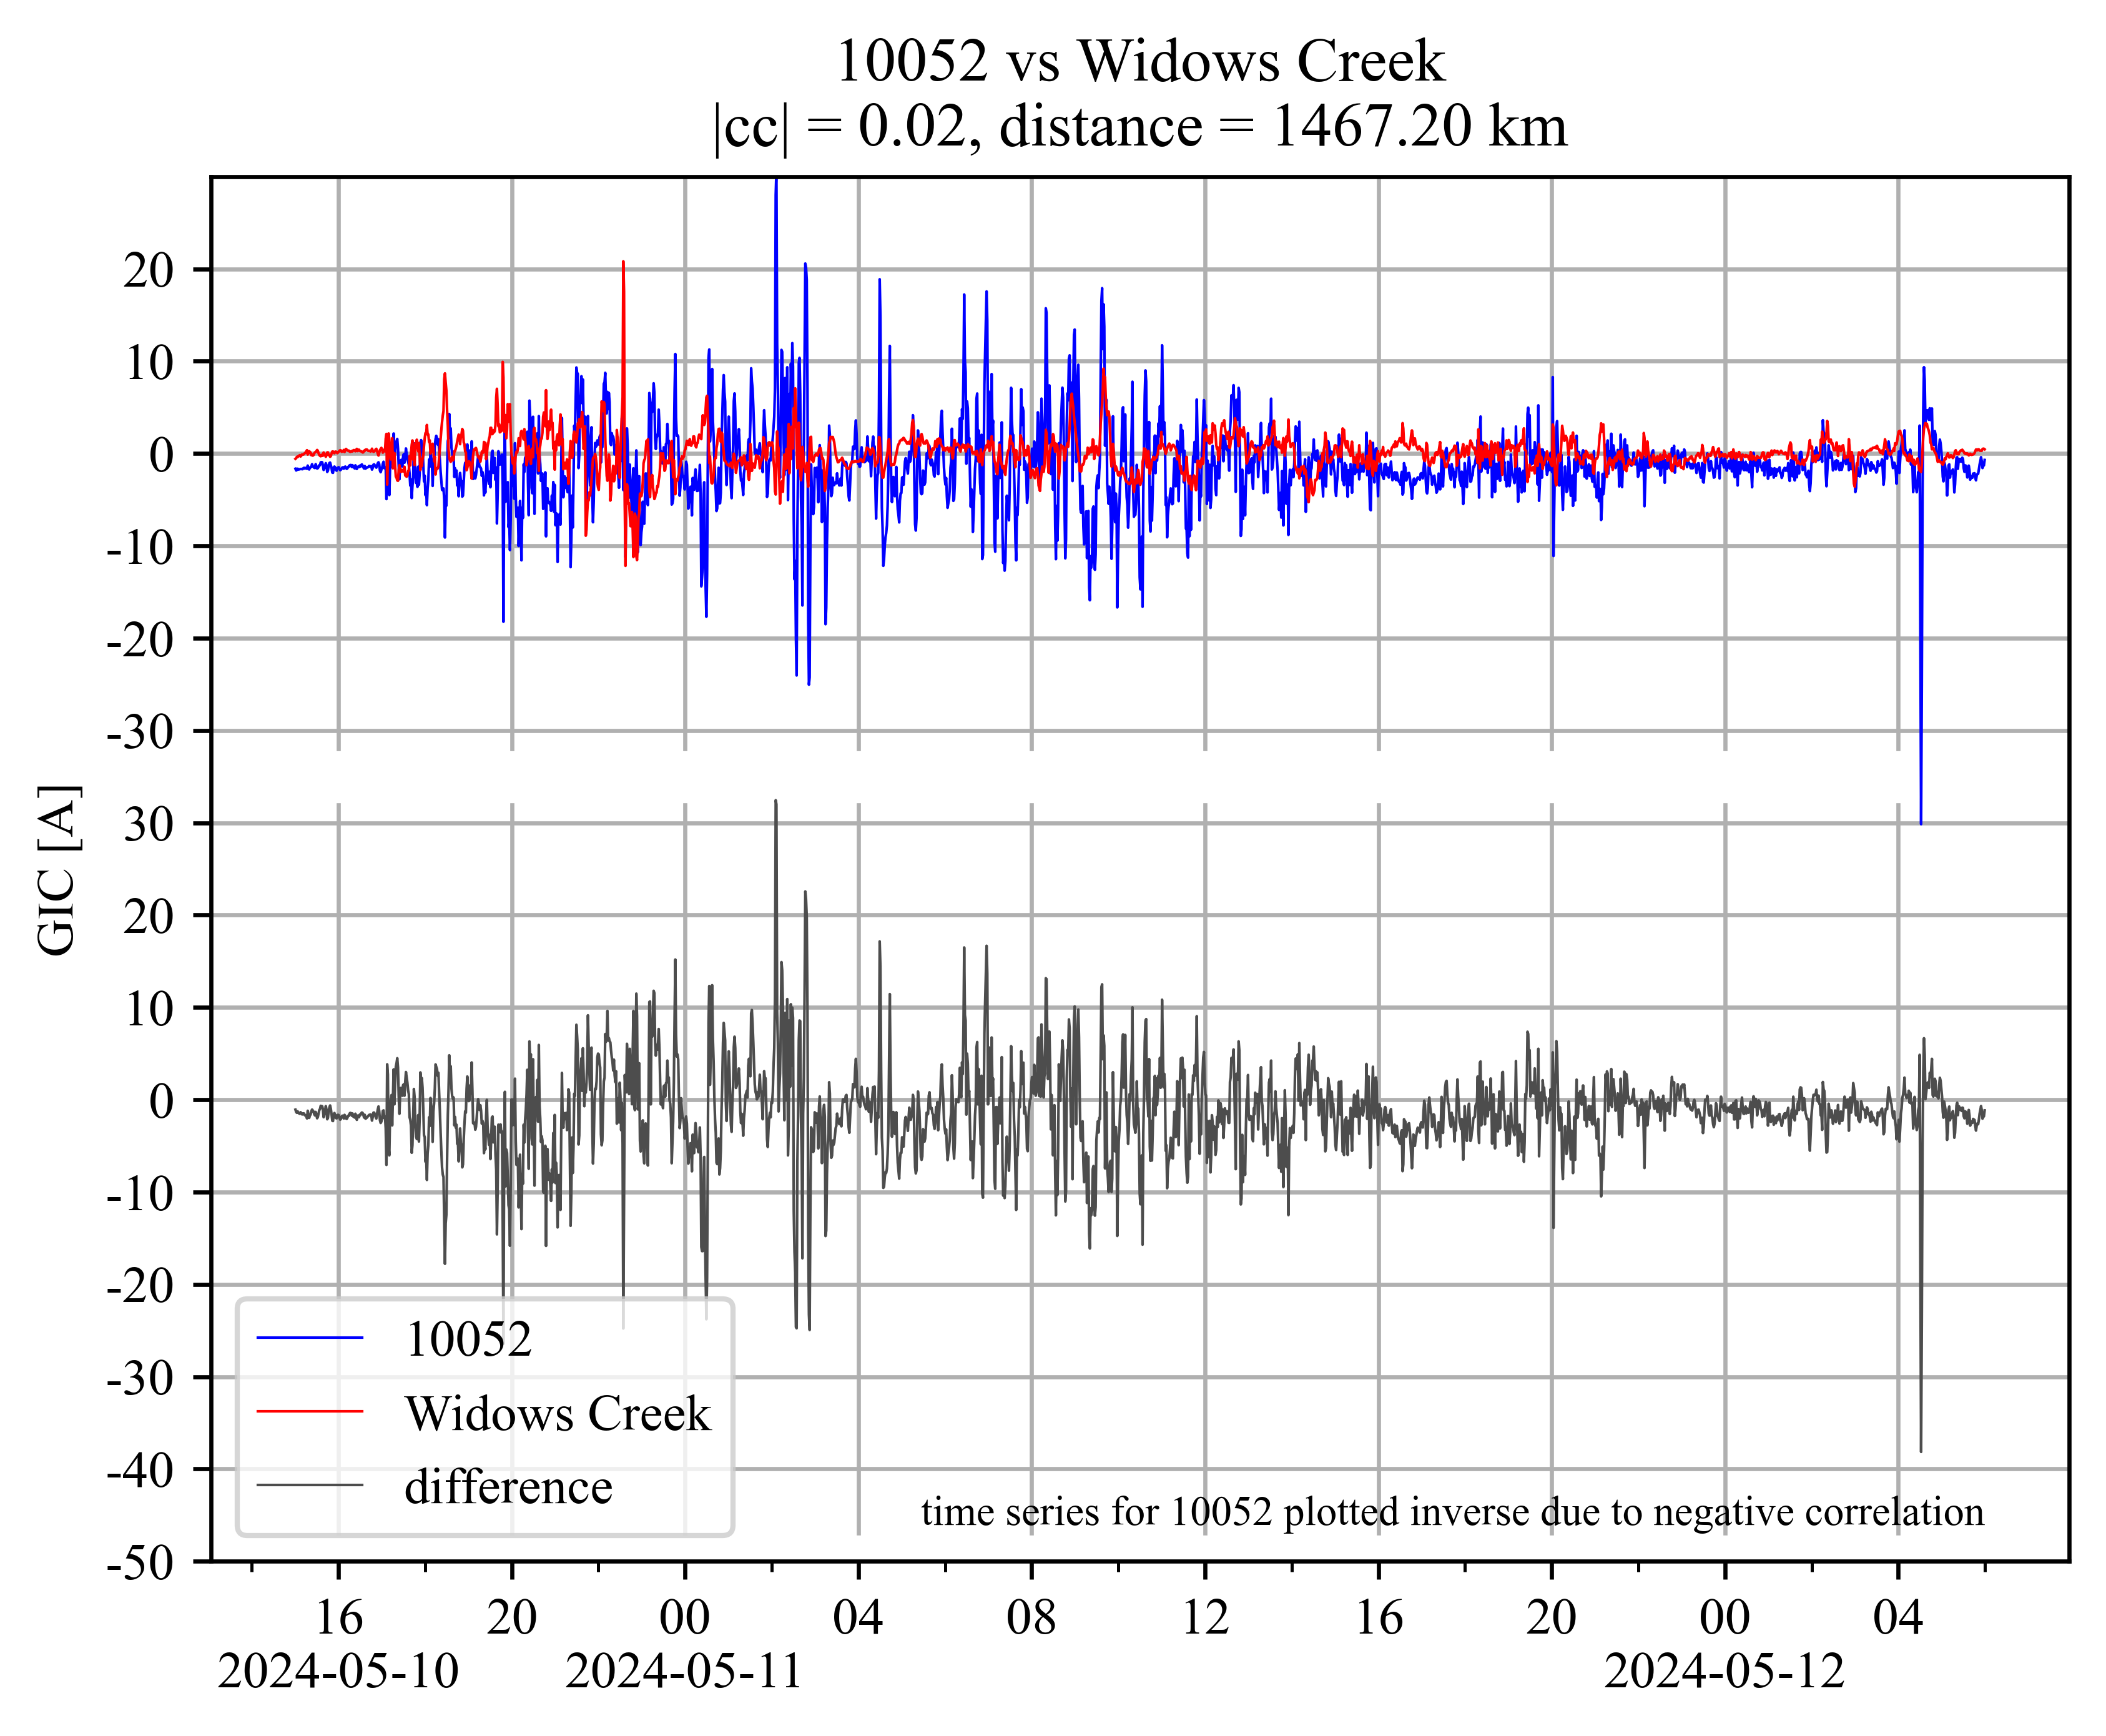 10052 vs Widows Creek
|cc| = 0.02, distance = 1467.20 km
20
10
0
-10
-20
-30
30
20
10
0
-10
-20
-30
-40
-50
GIC [A]
10052
Widows Creek
difference
time series for 10052 plotted inverse due to negative correlation
16 20 00 04 08 12 16 20 00 04
2024-05-10 2024-05-11 2024-05-12